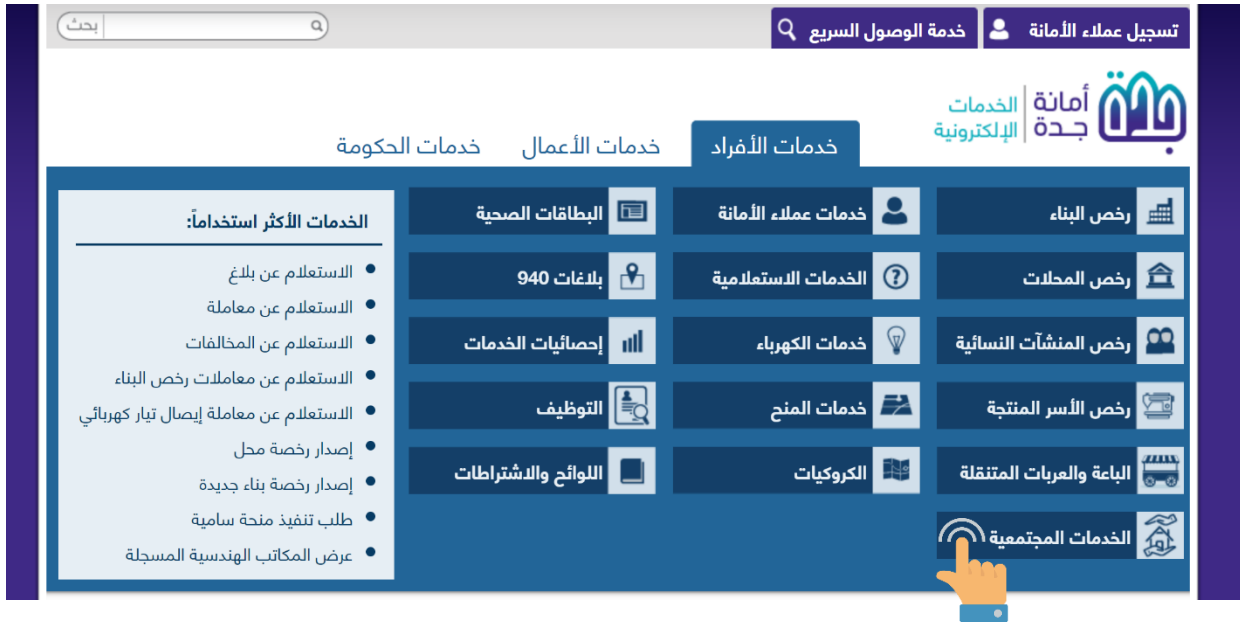 تسجيل عملاء الأمانة
خدمة الوصول السريع
بحث
أمانة جدة
الخدمات الإلكترونية
خدمات الأفراد
خدمات الأعمال
خدمات الحكومة
رخص البناء
رخص المحلات
رخص المنشآت النسائية
رخص الأسر المنتجة
الباعة والعربات المتنقلة
الخدمات المجتمعية
خدمات عملاء الأمانة
الخدمات الاستعلامية
خدمات الكهرباء
خدمات المنح
الكروكيات
البطاقات الصحية
بلاغات 940
إحصائيات الخدمات
التوظيف
اللوائح والاشتراطات
الخدمات الأكثر استخداماً:
الاستعلام عن بلاغ
الاستعلام عن معاملة
الاستعلام عن المخالفات
الاستعلام عن معاملات رخص البناء
الاستعلام عن معاملة إيصال تيار كهربائي
إصدار رخصة محل
إصدار رخصة بناء جديدة
طلب تنفيذ منحة سامية
عرض المكاتب الهندسية المسجلة